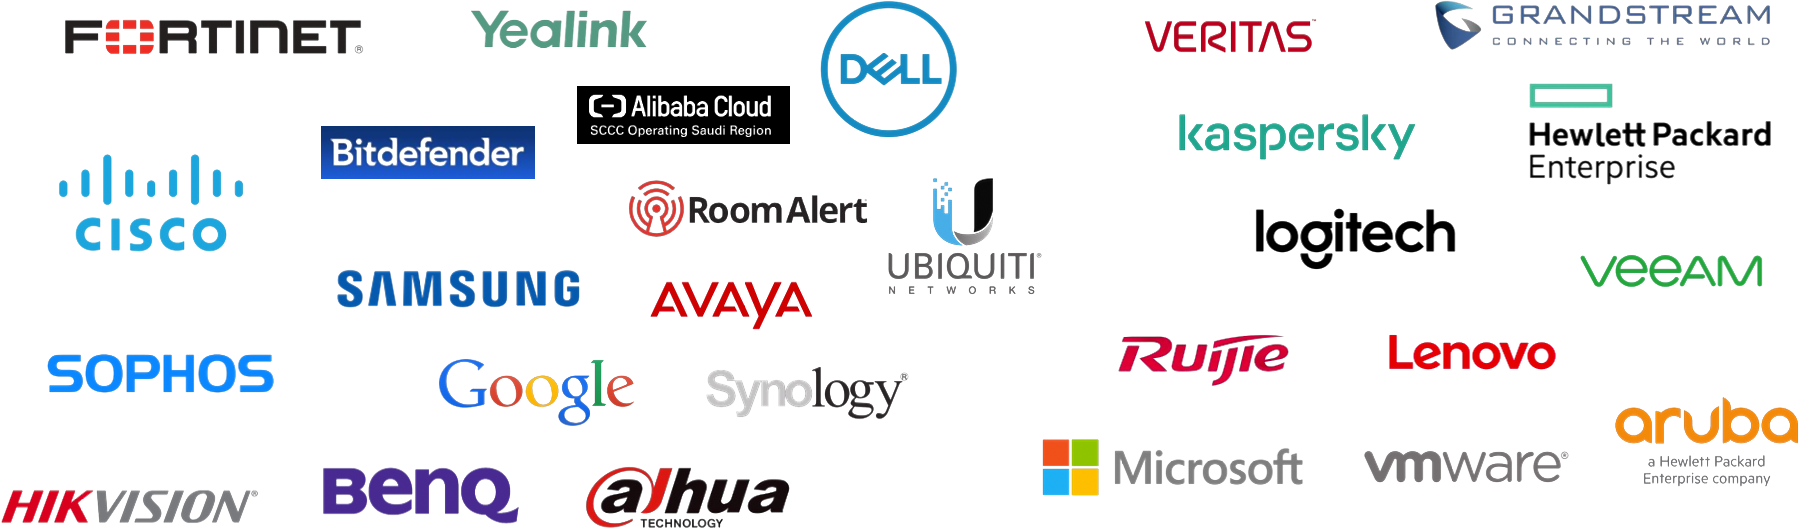 FORTINET®
Yealink
DELL
VERITAS™
GRANDSTREAM
CONNECTING THE WORLD
Alibaba Cloud
SCCC Operating Saudi Region
Bitdefender
kaspersky
Hewlett Packard
Enterprise
CISCO
RoomAlert
UBIQUITI®
NETWORKS
logitech
SAMSUNG
AVAYA
veeAM
SOPHOS
Google
Synology®
Ruijie
Lenovo
aruba
a Hewlett Packard
Enterprise company
Microsoft
vmware®
HIKVISION®
BenQ
alhua
TECHNOLOGY